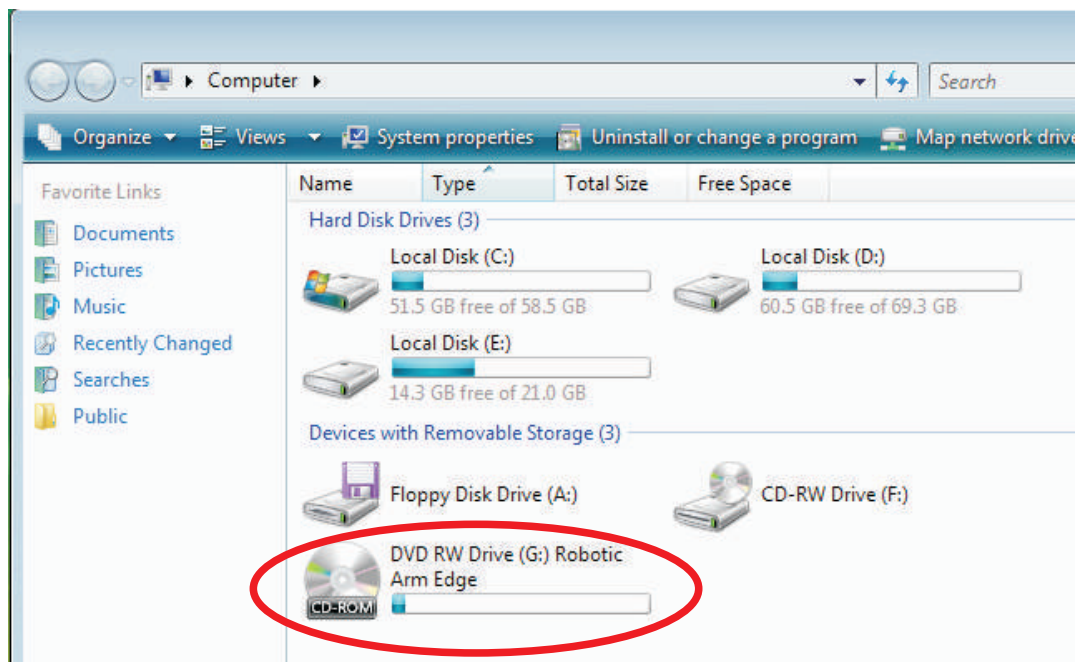 Computer
Search
Organize Views System properties Uninstall or change a program Map network drive
Favorite Links
Documents
Pictures
Music
Recently Changed
Searches
Public
Name Type Total Size Free Space
Hard Disk Drives (3)
Local Disk (C:)
51.5 GB free of 58.5 GB
Local Disk (D:)
60.5 GB free of 69.3 GB
Local Disk (E:)
14.3 GB free of 21.0 GB
Devices with Removable Storage (3)
Floppy Disk Drive (A:)
CD-RW Drive (F:)
DVD RW Drive (G:) Robotic
Arm Edge
CD-ROM